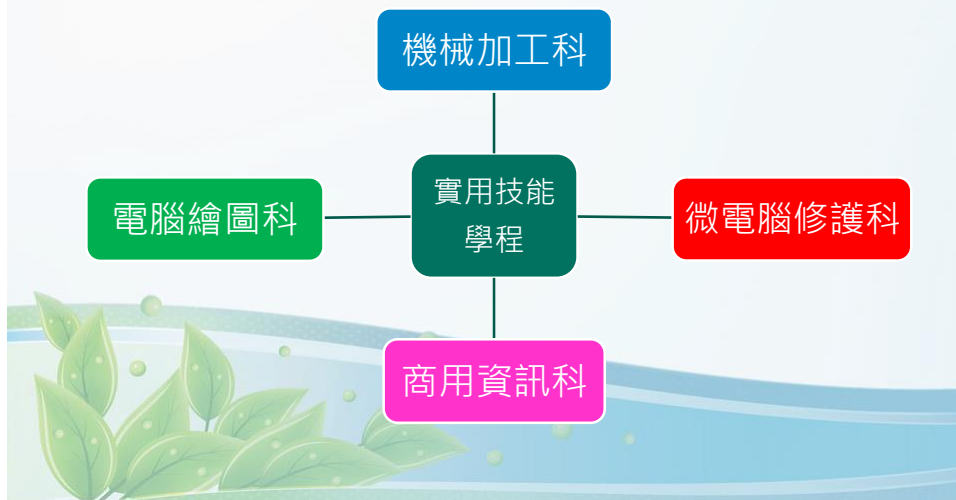 機械加工科
電腦繪圖科
實用技能
學程
微電腦修護科
商用資訊科